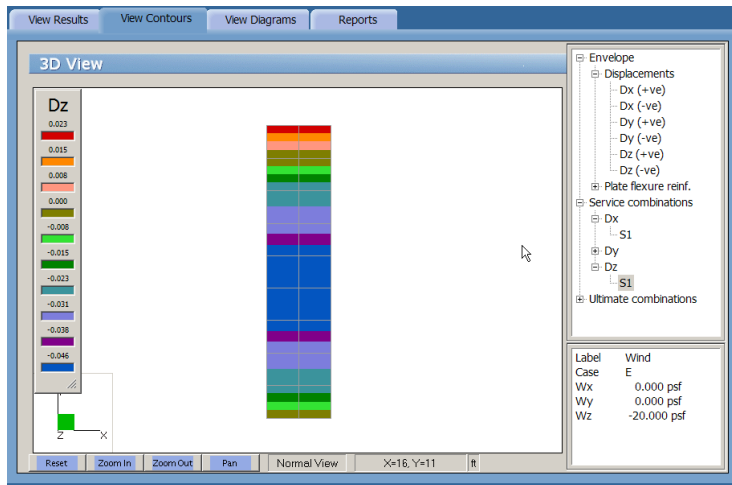 View Results View Contours View Diagrams Reports
3D View
Dz
0.023
0.015
0.008
0.000
-0.008
-0.015
-0.023
-0.031
-0.038
-0.046
Z X
Reset Zoom In Zoom Out Pan Normal View X=16, Y=11 ft
Envelope
Displacements
Dx (+ve)
Dx (-ve)
Dy (+ve)
Dy (-ve)
Dz (+ve)
Dz (-ve)
Plate flexure reinf.
Service combinations
Dx
S1
Dy
Dz
S1
Ultimate combinations
Label Wind
Case E
Wx 0.000 psf
Wy 0.000 psf
Wz -20.000 psf